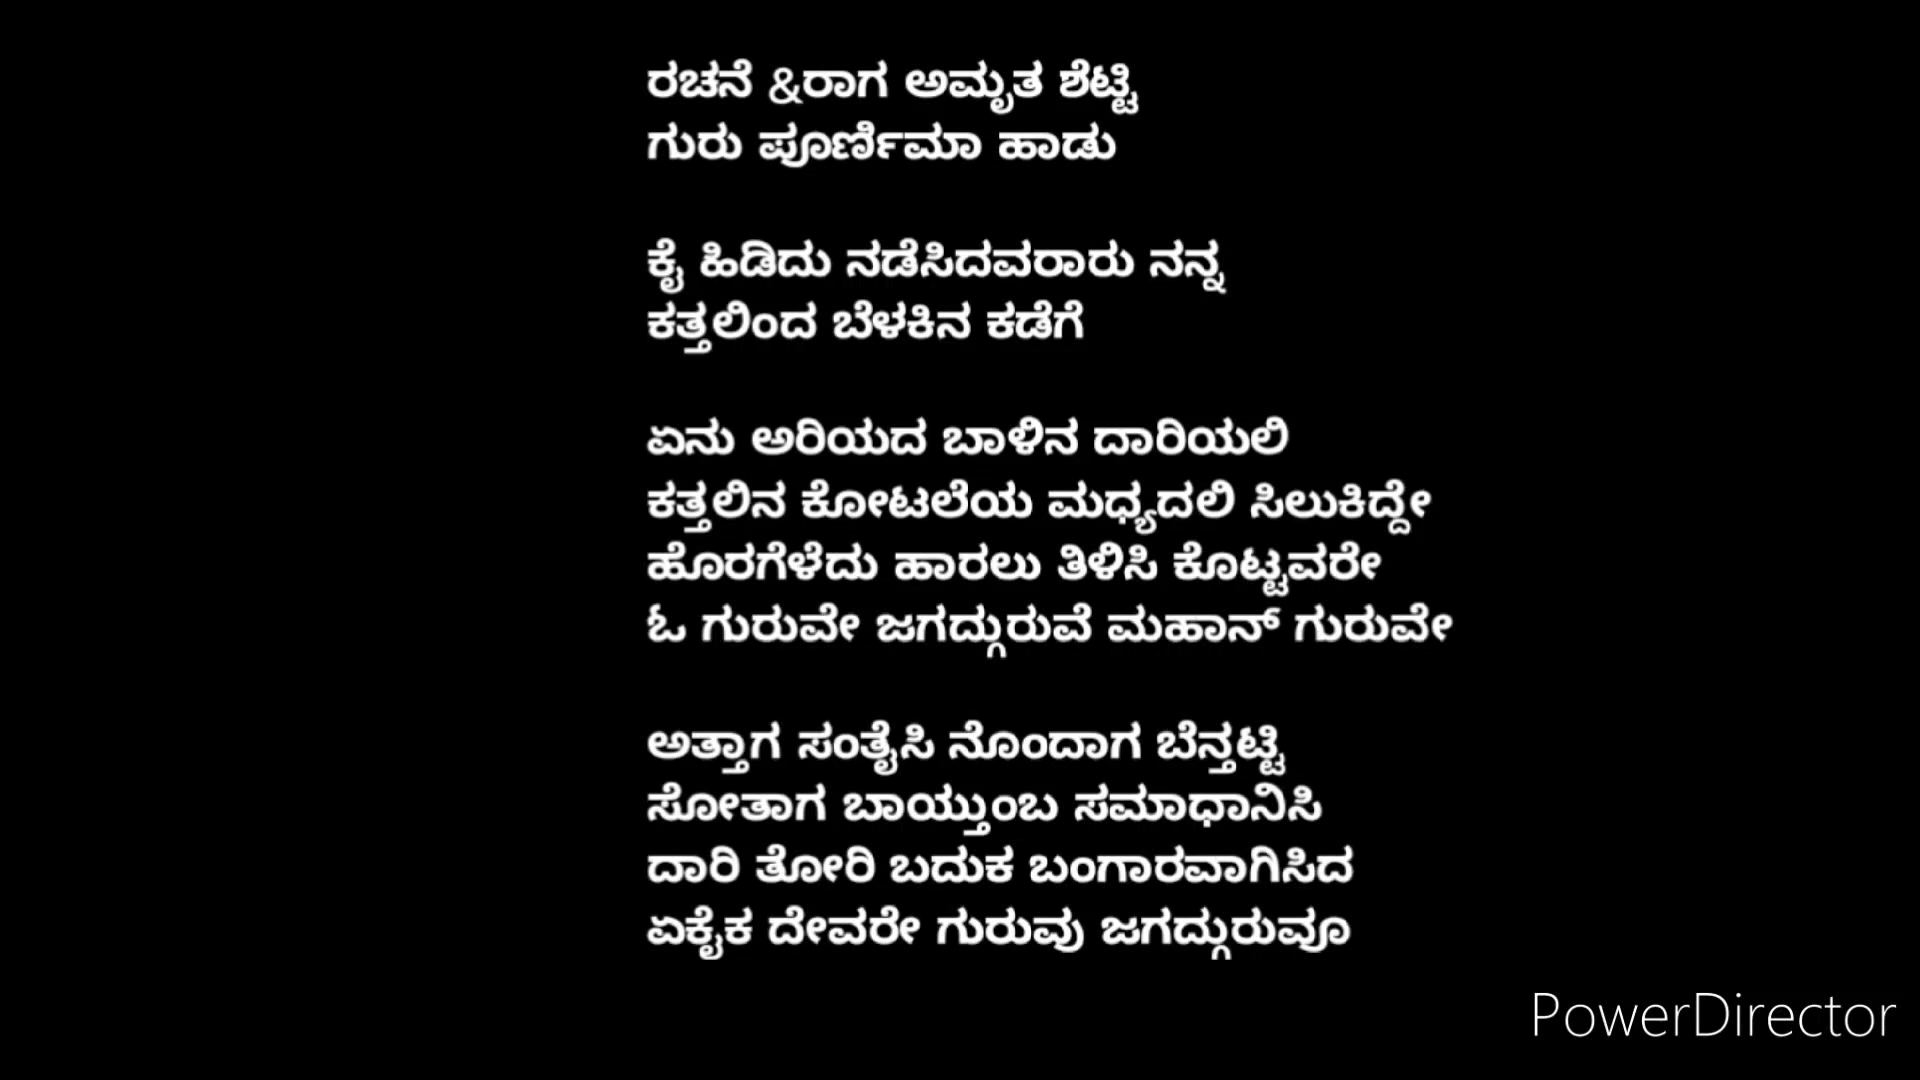 ರಚನೆ &ರಾಗ ಅಮೃತ ಶೆಟ್ಟಿ
ಗುರು ಪೂರ್ಣಿಮಾ ಹಾಡು
ಕೈ ಹಿಡಿದು ನಡೆಸಿದವರಾರು ನನ್ನ
ಕತ್ತಲಿಂದ ಬೆಳಕಿನ ಕಡೆಗೆ
ಏನು ಅರಿಯದ ಬಾಳಿನ ದಾರಿಯಲಿ
ಕತ್ತಲಿನ ಕೋಟಲೆಯ ಮಧ್ಯದಲಿ ಸಿಲುಕಿದ್ದೇ
ಹೊರಗೆಳೆದು ಹಾರಲು ತಿಳಿಸಿ ಕೊಟ್ಟವರೇ
ಓ ಗುರುವೇ ಜಗದ್ಗುರುವೆ ಮಹಾನ್ ಗುರುವೇ
ಅತ್ತಾಗ ಸಂತೈಸಿ ನೊಂದಾಗ ಬೆನ್ತಟ್ಟಿ
ಸೋತಾಗ ಬಾಯ್ತುಂಬ ಸಮಾಧಾನಿಸಿ
ದಾರಿ ತೋರಿ ಬದುಕ ಬಂಗಾರವಾಗಿಸಿದ
ಏಕೈಕ ದೇವರೇ ಗುರುವು ಜಗದ್ಗುರುವೂ
PowerDirector